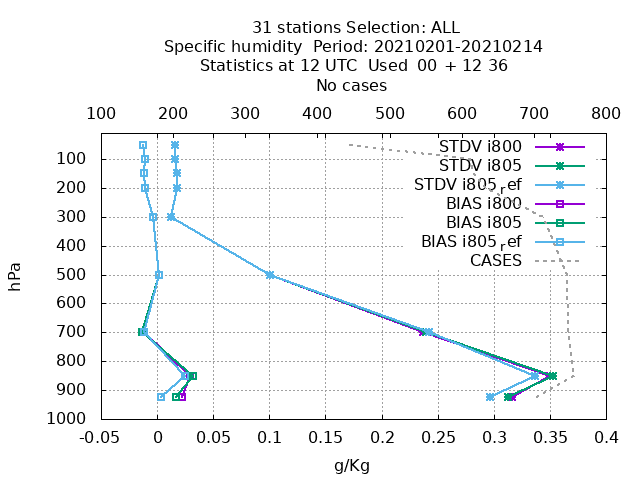 31 stations Selection: ALL
Specific humidity  Period: 20210201-20210214
Statistics at 12 UTC  Used  00 + 12 36
No cases
100 200 300 400 500 600 700 800
STDV i800
STDV i805
STDV i805ref
BIAS i800
BIAS i805
BIAS i805ref
CASES
hPa
100
200
300
400
500
600
700
800
900
1000
-0.05 0 0.05 0.1 0.15 0.2 0.25 0.3 0.35 0.4
g/Kg